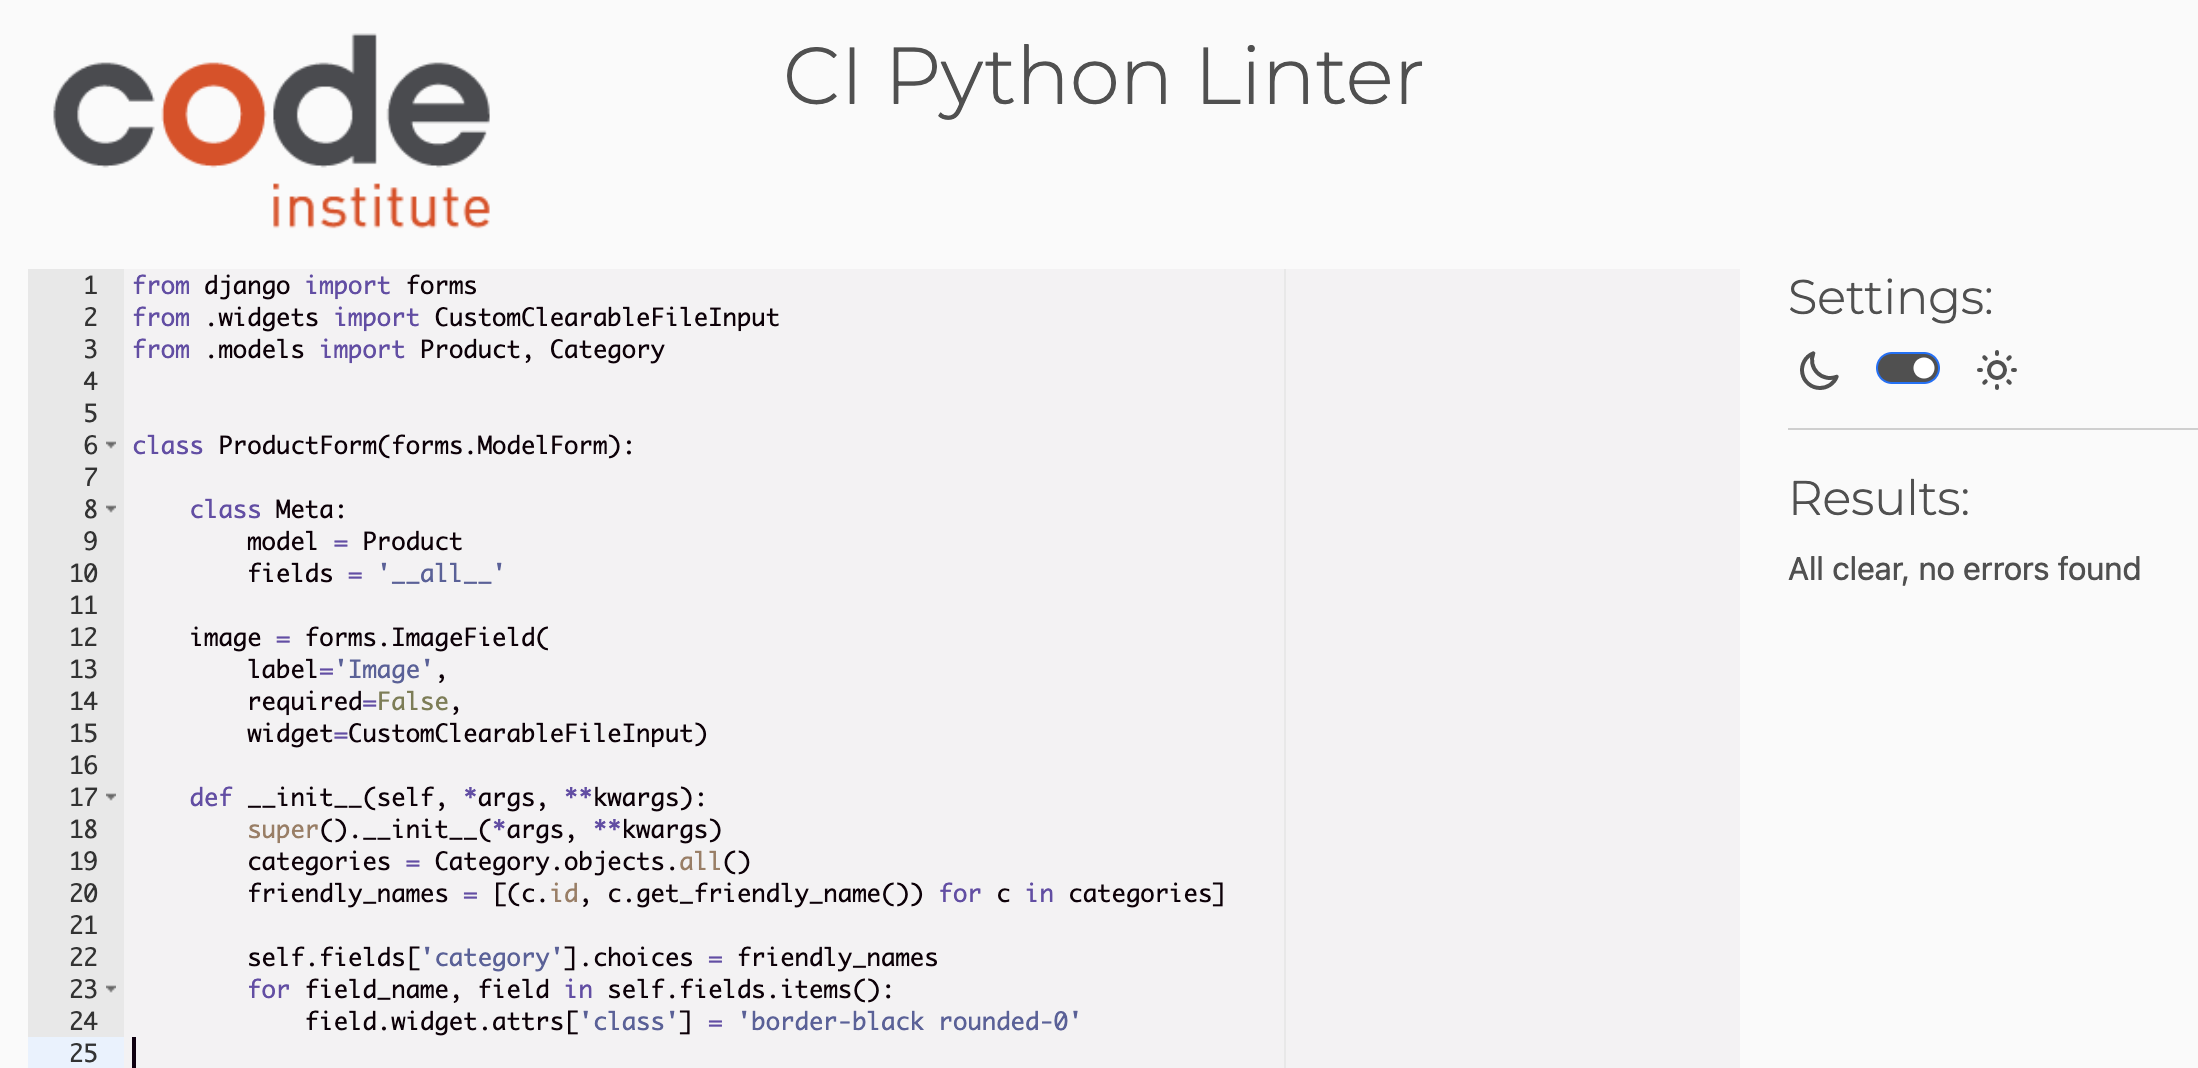 code
institute
CI Python Linter
1 from django import forms
2 from .widgets import CustomClearableFileInput
3 from .models import Product, Category
4
5
6 class ProductForm(forms.ModelForm):
7
8     class Meta:
9         model = Product
10         fields = '__all__'
11
12     image = forms.ImageField(
13         label='Image',
14         required=False,
15         widget=CustomClearableFileInput)
16
17     def __init__(self, *args, **kwargs):
18         super().__init__(*args, **kwargs)
19         categories = Category.objects.all()
20         friendly_names = [(c.id, c.get_friendly_name()) for c in categories]
21
22         self.fields['category'].choices = friendly_names
23         for field_name, field in self.fields.items():
24             field.widget.attrs['class'] = 'border-black rounded-0'
25
Settings:
Results:
All clear, no errors found